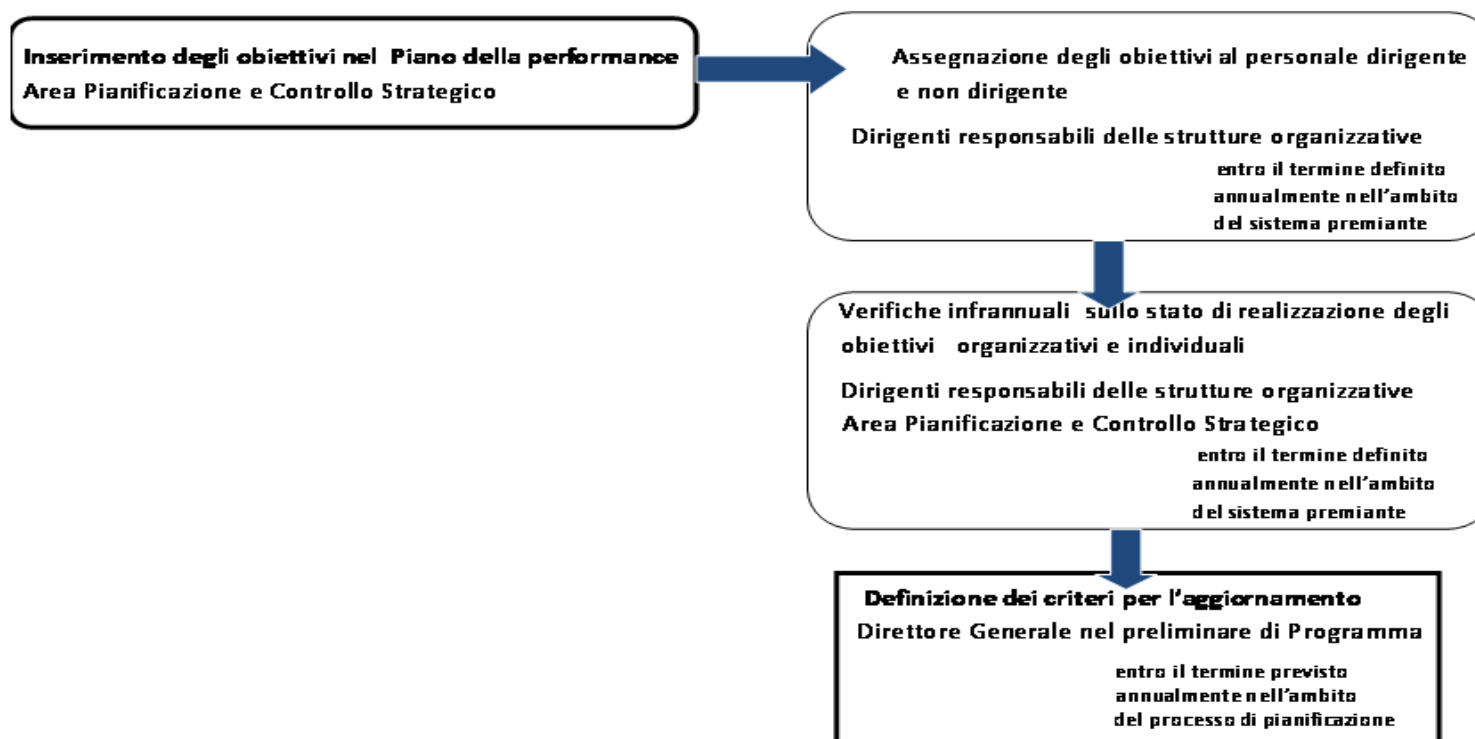 Inserimento degli obiettivi nel Piano della performance
Area Pianificazione e Controllo Strategico
Assegnazione degli obiettivi al personale dirigente
e non dirigente
Dirigenti responsabili delle strutture organizzative
entro il termine definito
annualmente nell'ambito
del sistema premiante
Verifiche infrannuali sullo stato di realizzazione degli
obiettivi organizzativi e individuali
Dirigenti responsabili delle strutture organizzative
Area Pianificazione e Controllo Strategico
entro il termine definito
annualmente nell'ambito
del sistema premiante
Definizione dei criteri per l'aggiornamento
Direttore Generale nel preliminare di Programma
entro il termine previsto
annualmente nell'ambito
del processo di pianificazione